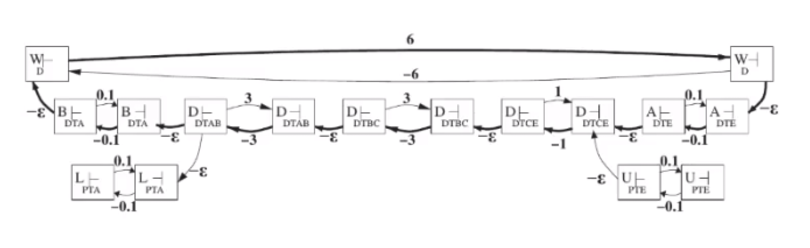 6
W⊢ W⊣
D D
−6
0.1 3 3 1 0.1
−ε B⊢ B⊣ D⊢ D⊣ D⊢ D⊣ D⊢ D⊣ A⊢ A⊣ −ε
DTA DTA DTAB DTAB DTBC DTBC DTCE DTCE DTE DTE
−0.1 −ε −3 −ε −3 −ε −1 −ε −0.1
0.1 0.1
L⊢ L⊣ −ε −ε U⊢ U⊣
PTA PTA PTE PTE
−0.1 −0.1